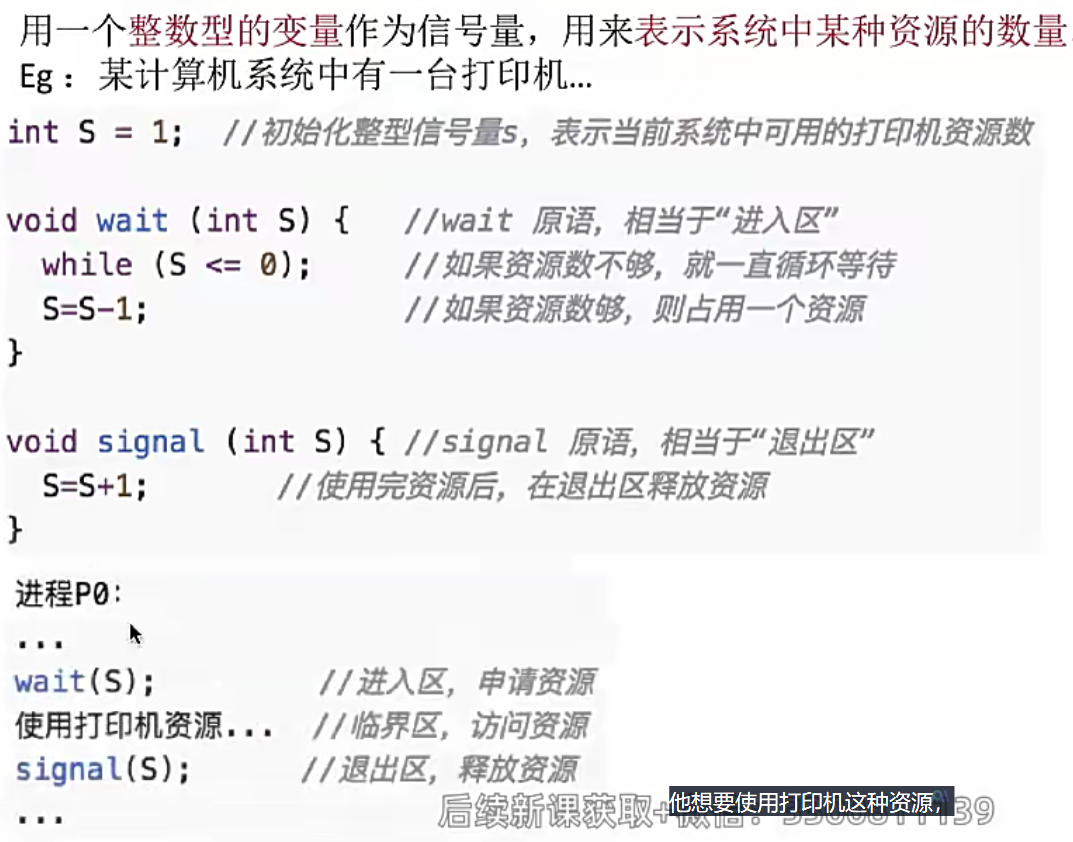 用一个整数型的变量作为信号量，用来表示系统中某种资源的数量
Eg：某计算机系统中有一台打印机…
int S = 1;  //初始化整型信号量s，表示当前系统中可用的打印机资源数
void wait (int S) {   //wait 原语，相当于“进入区”
  while (S <= 0);     //如果资源数不够，就一直循环等待
  S=S-1;              //如果资源数够，则占用一个资源
}
void signal (int S) { //signal 原语，相当于“退出区”
  S=S+1;       //使用完资源后，在退出区释放资源
}
进程P0：
...
wait(S);         //进入区，申请资源
使用打印机资源...  //临界区，访问资源
signal(S);       //退出区，释放资源
...
后续新课获取+
他想要使用打印机这种资源，